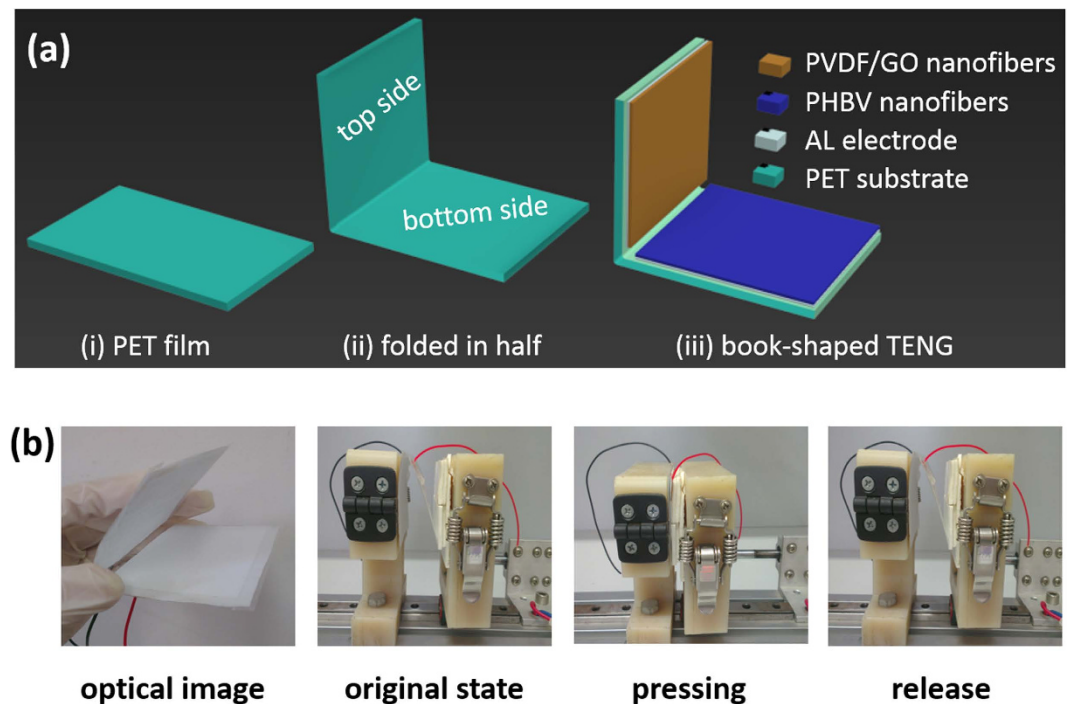 (a)
top side
bottom side
PVDF/GO nanofibers
PHBV nanofibers
AL electrode
PET substrate
(i) PET film
(ii) folded in half
(iii) book-shaped TENG
(b)
optical image
original state
pressing
release